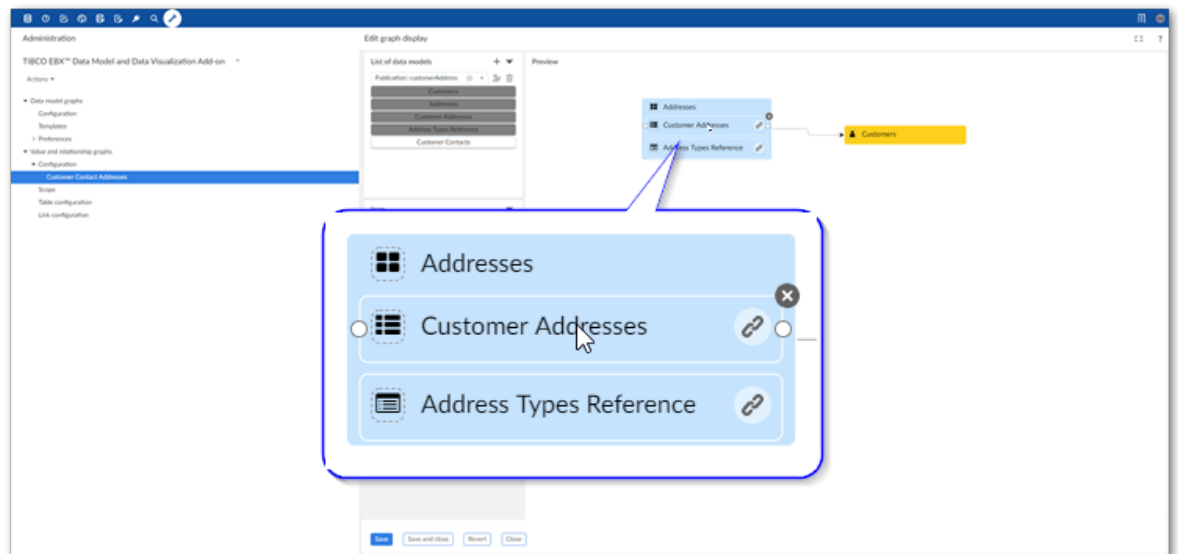 Administration
Edit graph display
?
TIBCO EBX™ Data Model and Data Visualization Add-on
Actions
Data model graphs
Configuration
Templates
Preferences
Value and relationship graphs
Configuration
Customer Contact Addresses
Scope
Table configuration
Link configuration
List of data models
Publication: customerAddress
Customers
Addresses
Customer Addresses
Address Types Reference
Customer Contacts
Preview
Addresses
Customer Addresses
Address Types Reference
Customers
Addresses
Customer Addresses
Address Types Reference
Save
Save and close
Revert
Close